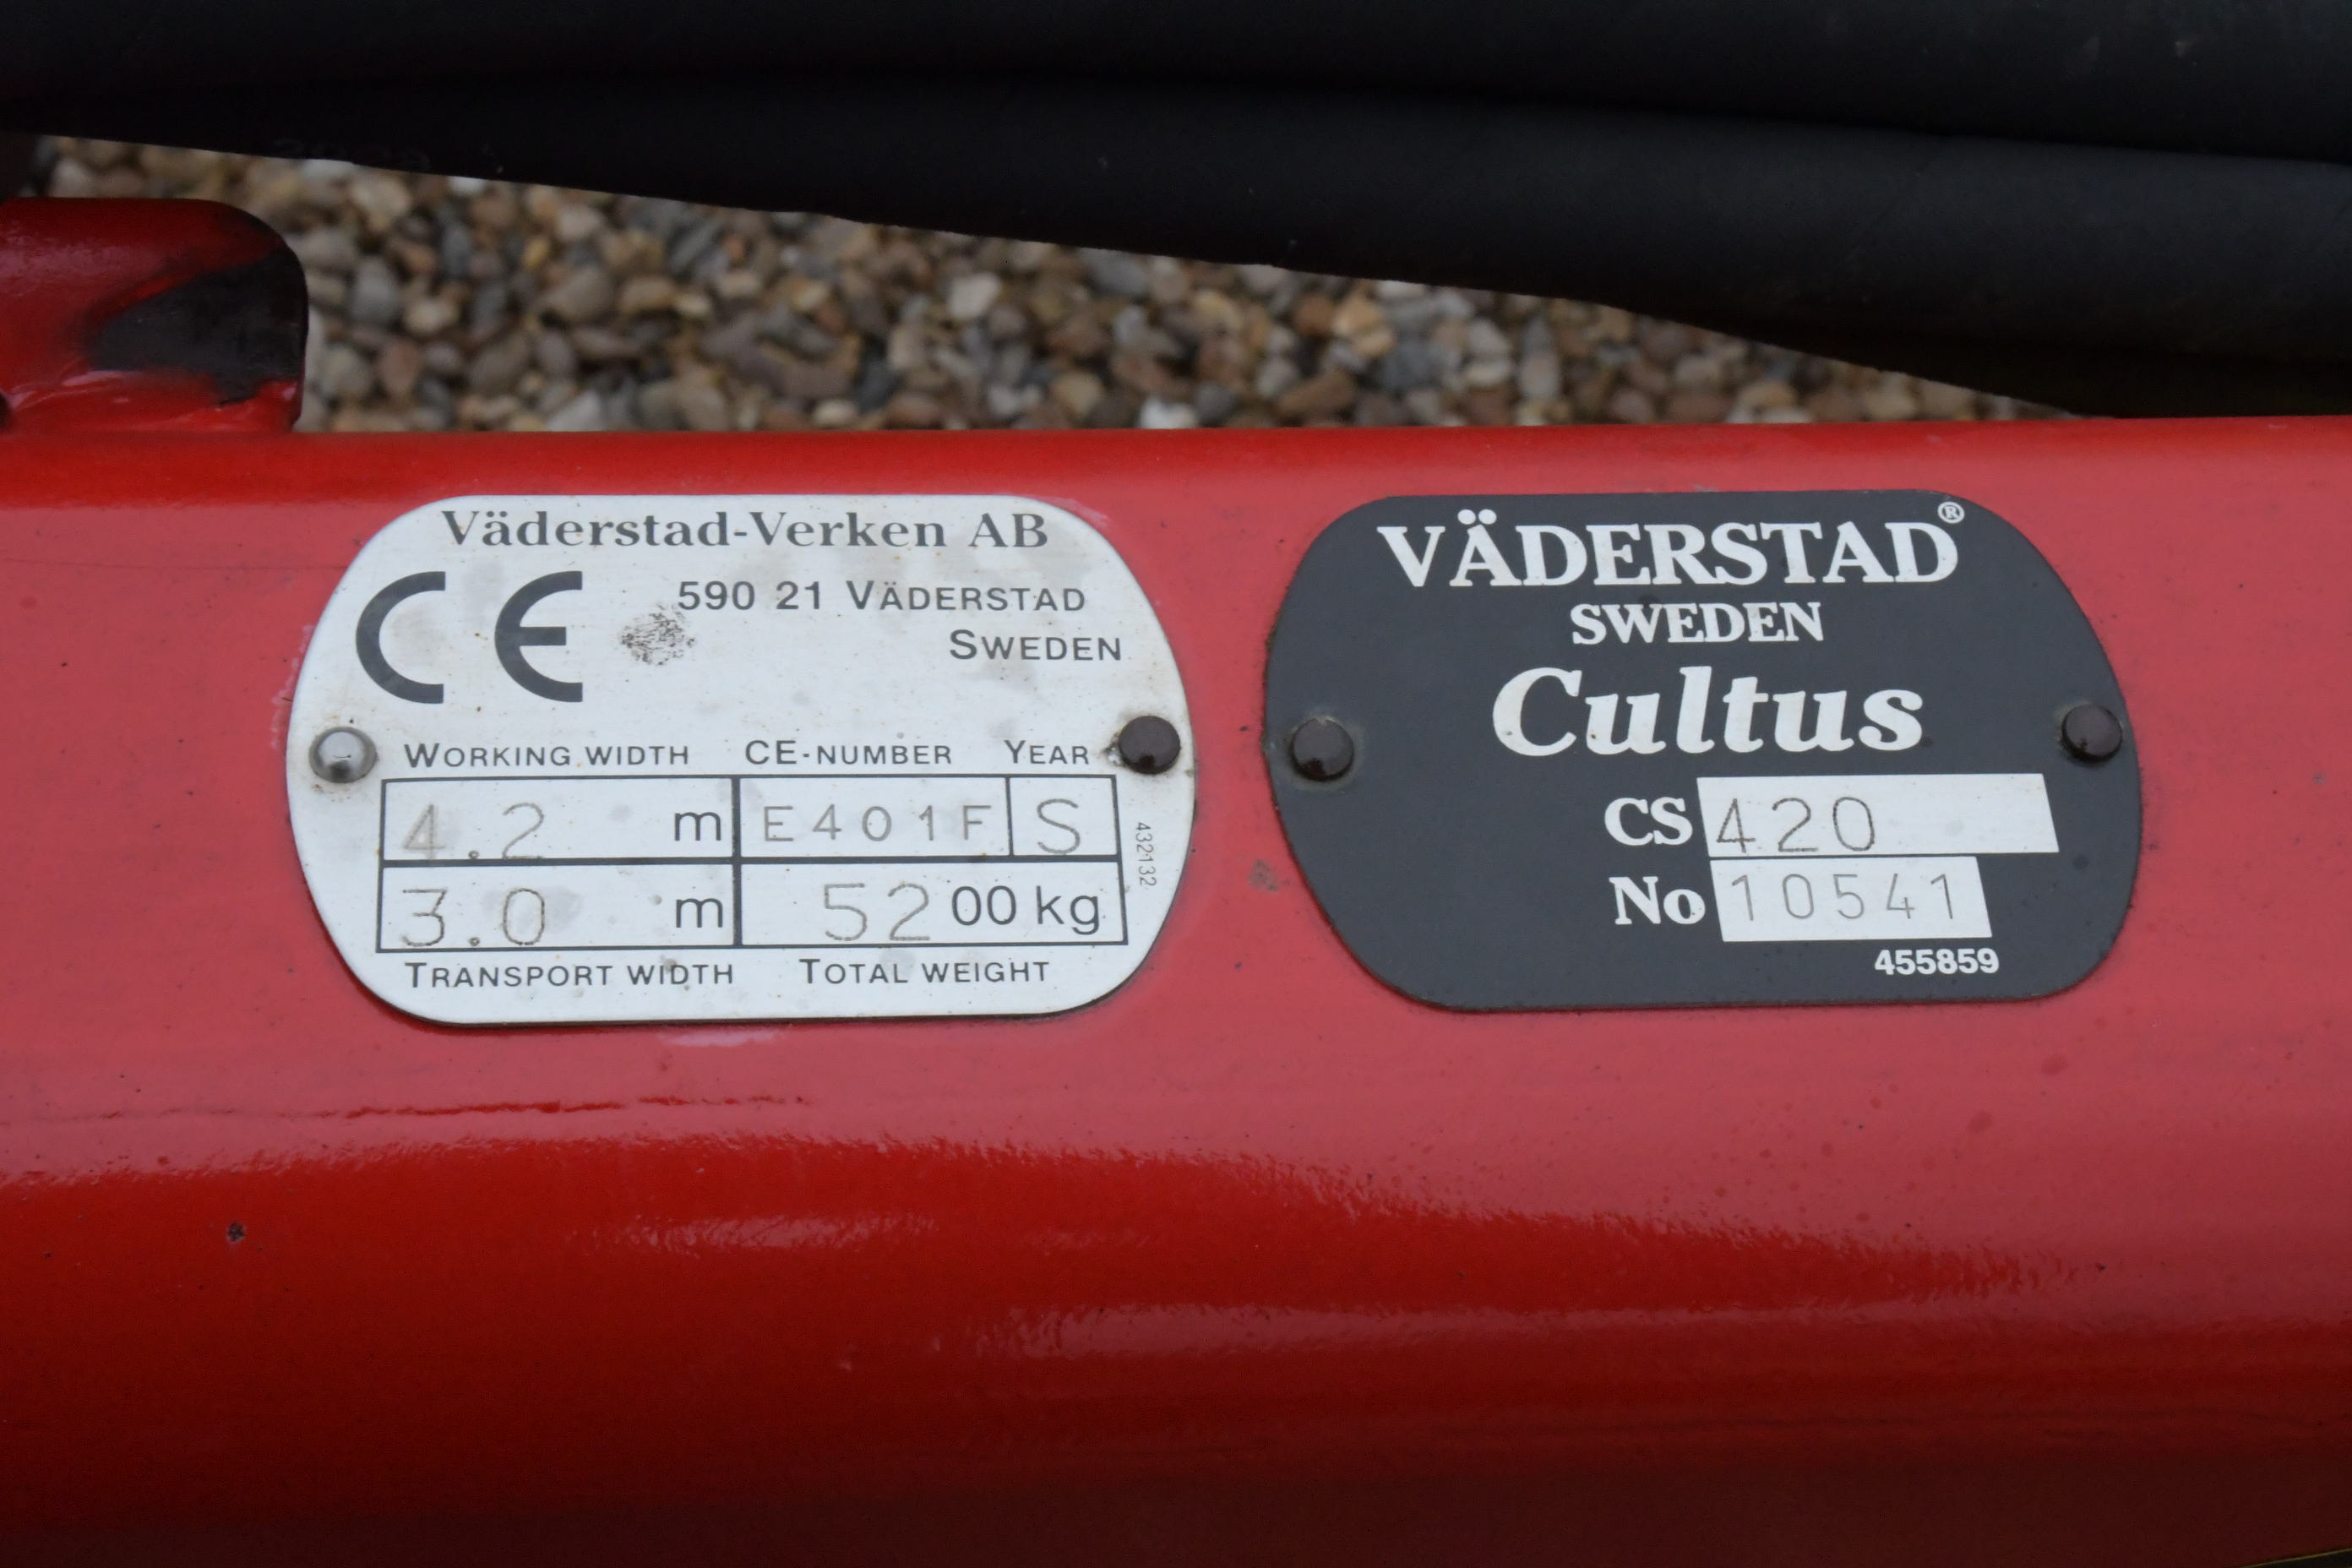 Väderstad-Verken AB
CE
590 21 VÄDERSTAD
SWEDEN
WORKING WIDTH CE-NUMBER YEAR
4.2 m E401F S
3.0 m 5200 kg
TRANSPORT WIDTH TOTAL WEIGHT
432132
VÄDERSTAD®
SWEDEN
Cultus
CS 420
No 10541
455859